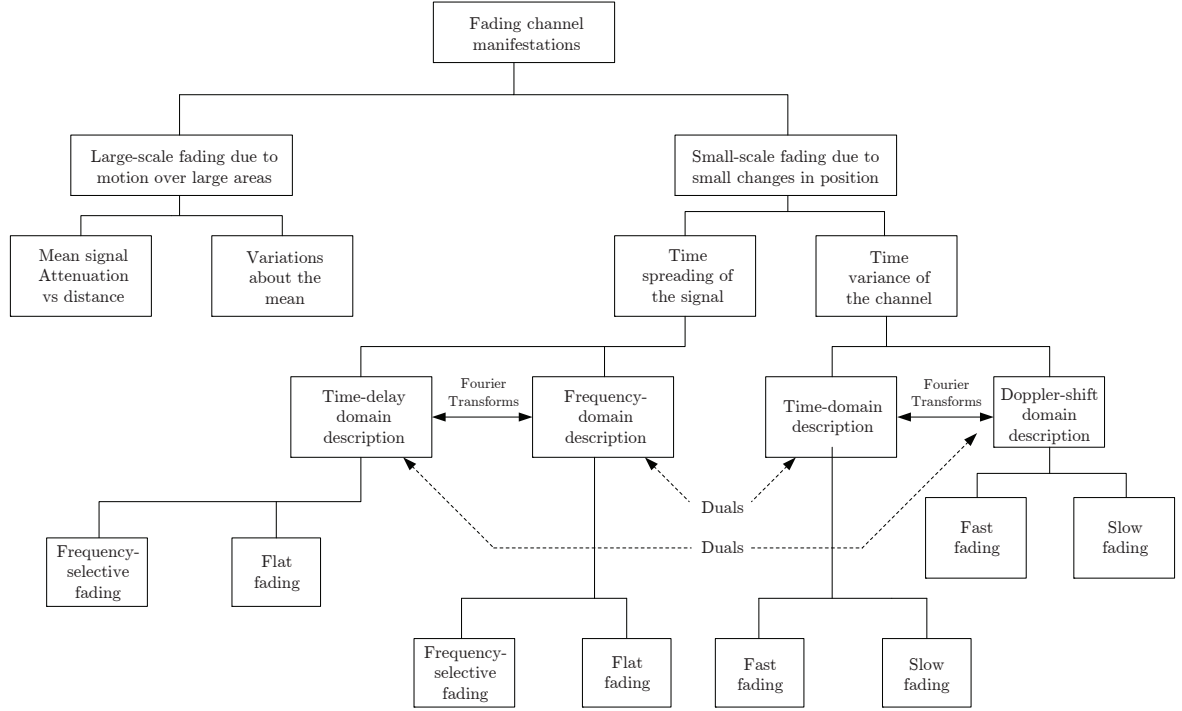 Fading channel
manifestations
Large-scale fading due to
motion over large areas
Small-scale fading due to
small changes in position
Mean signal
Attenuation
vs distance
Variations
about the
mean
Time
spreading of
the signal
Time
variance of
the channel
Time-delay
domain
description
Fourier
Transforms
Frequency-
domain
description
Time-domain
description
Fourier
Transforms
Doppler-shift
domain
description
Duals
Duals
Frequency-
selective
fading
Flat
fading
Fast
fading
Slow
fading
Frequency-
selective
fading
Flat
fading
Fast
fading
Slow
fading